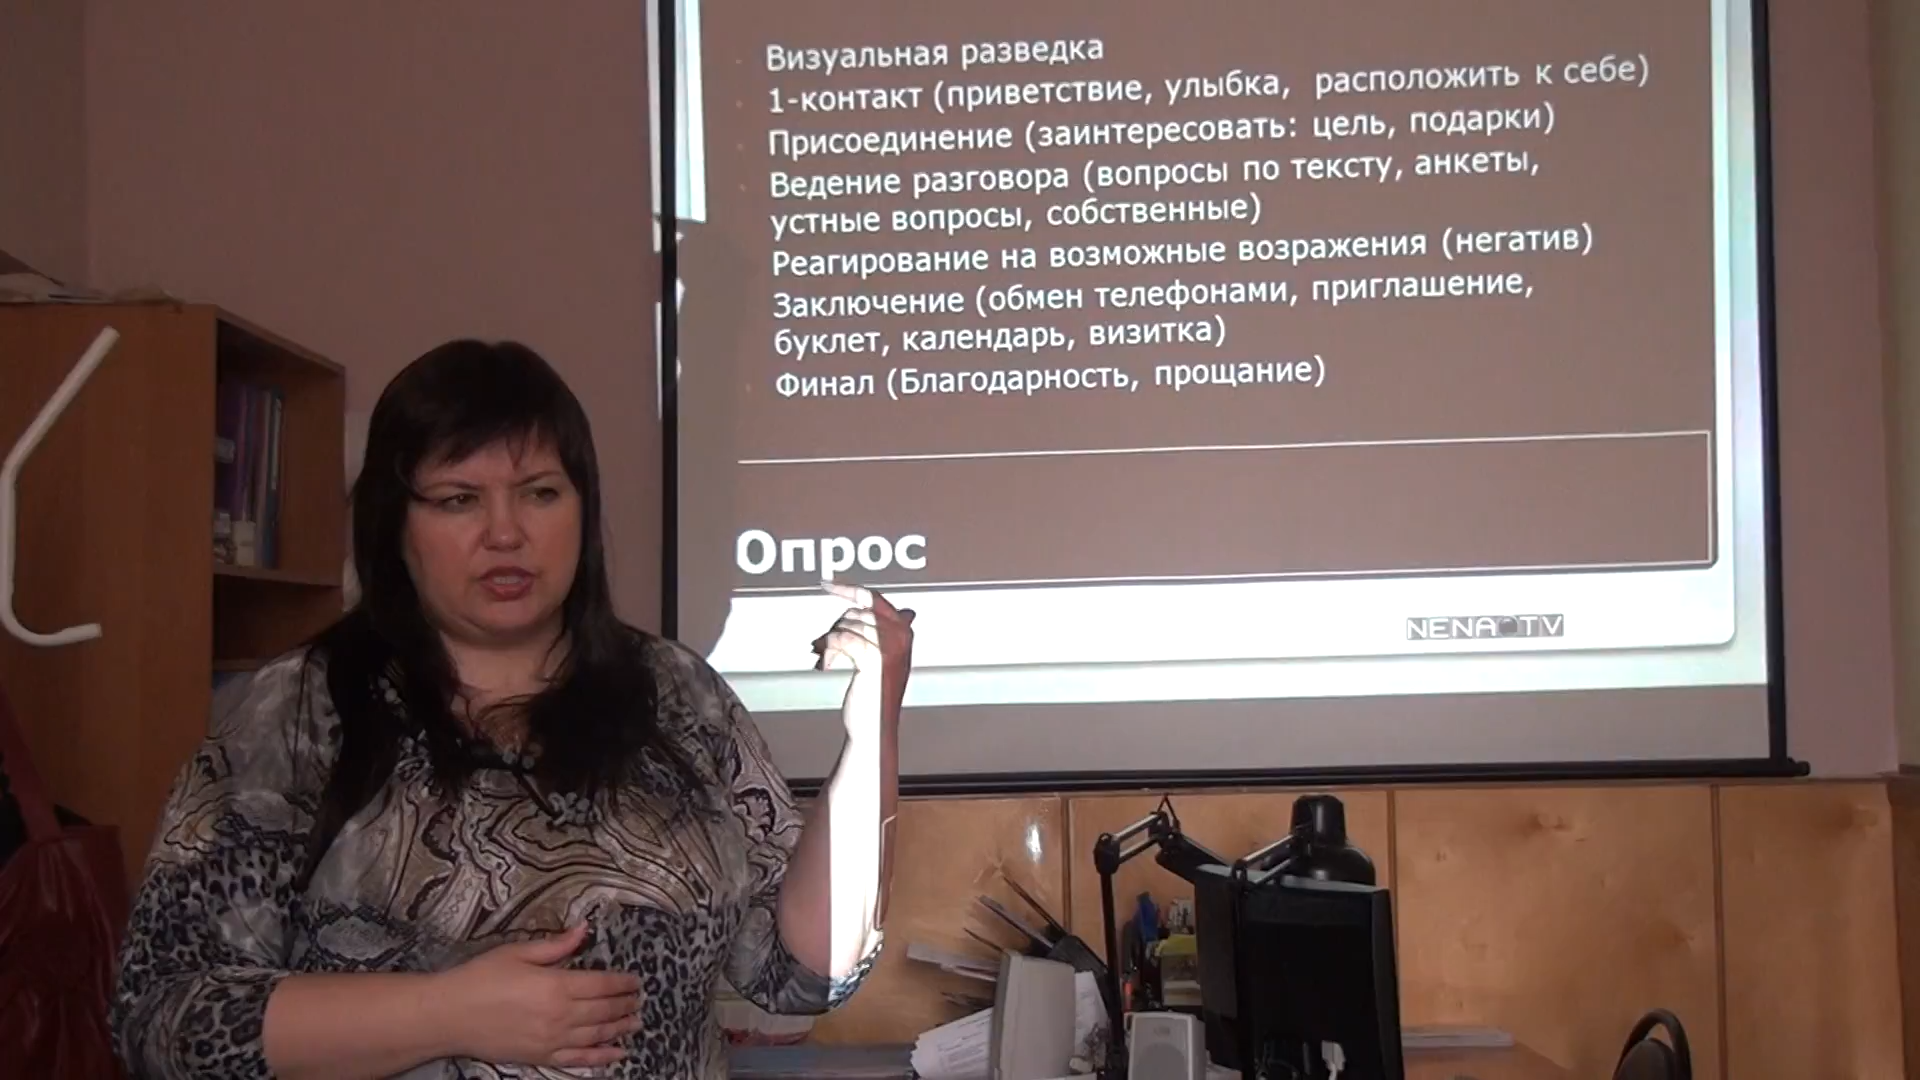 Визуальная разведка
1-контакт (приветствие, улыбка, расположить к себе)
Присоединение (заинтересовать: цель, подарки)
Ведение разговора (вопросы по тексту, анкеты,
устные вопросы, собственные)
Реагирование на возможные возражения (негатив)
Заключение (обмен телефонами, приглашение,
буклет, календарь, визитка)
Финал (Благодарность, прощание)
Опрос
NENA TV